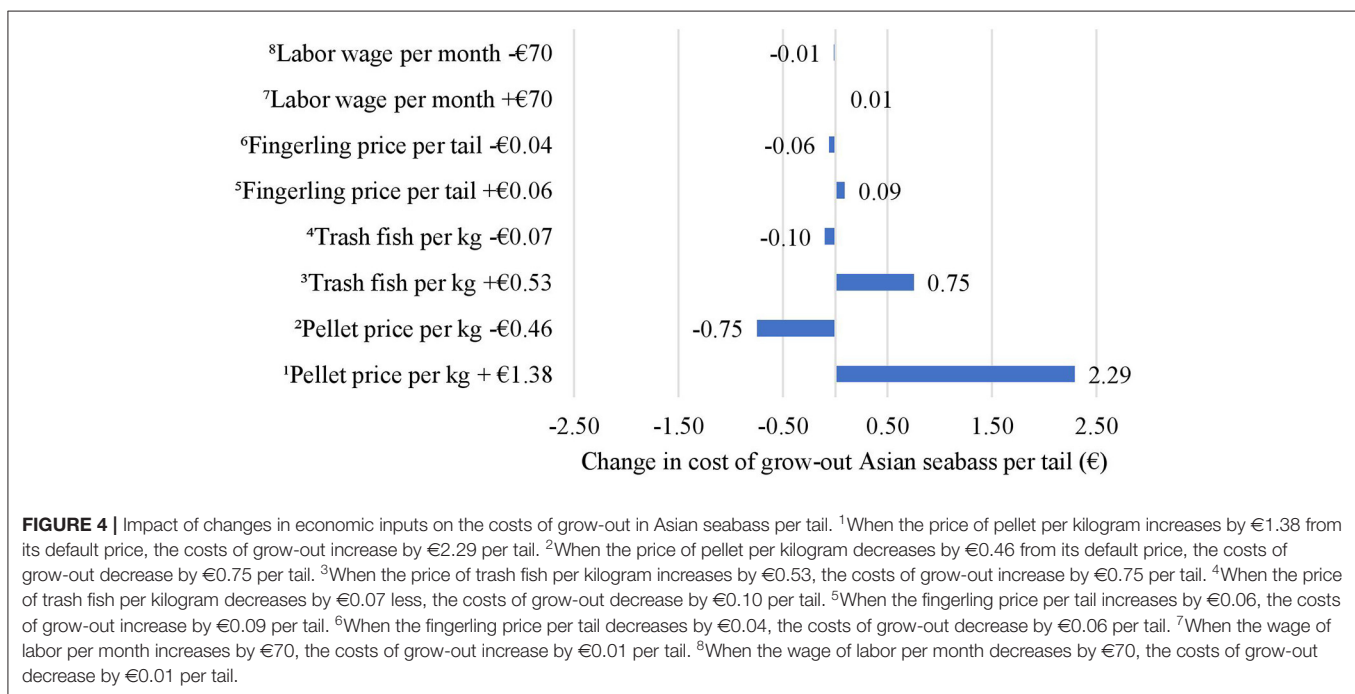 ⁸Labor wage per month -€70
-0.01
⁷Labor wage per month +€70
0.01
⁶Fingerling price per tail -€0.04
-0.06
⁵Fingerling price per tail +€0.06
0.09
⁴Trash fish per kg -€0.07
-0.10
³Trash fish per kg +€0.53
0.75
²Pellet price per kg -€0.46
-0.75
¹Pellet price per kg + €1.38
2.29
-2.50 -1.50 -0.50 0.50 1.50 2.50
Change in cost of grow-out Asian seabass per tail (€)
FIGURE 4 | Impact of changes in economic inputs on the costs of grow-out in Asian seabass per tail. ¹When the price of pellet per kilogram increases by €1.38 from
its default price, the costs of grow-out increase by €2.29 per tail. ²When the price of pellet per kilogram decreases by €0.46 from its default price, the costs of
grow-out decrease by €0.75 per tail. ³When the price of trash fish per kilogram increases by €0.53, the costs of grow-out increase by €0.75 per tail. ⁴When the price
of trash fish per kilogram decreases by €0.07 less, the costs of grow-out decrease by €0.10 per tail. ⁵When the fingerling price per tail increases by €0.06, the costs
of grow-out increase by €0.09 per tail. ⁶When the fingerling price per tail decreases by €0.04, the costs of grow-out decrease by €0.06 per tail. ⁷When the wage of
labor per month increases by €70, the costs of grow-out increase by €0.01 per tail. ⁸When the wage of labor per month decreases by €70, the costs of grow-out
decrease by €0.01 per tail.